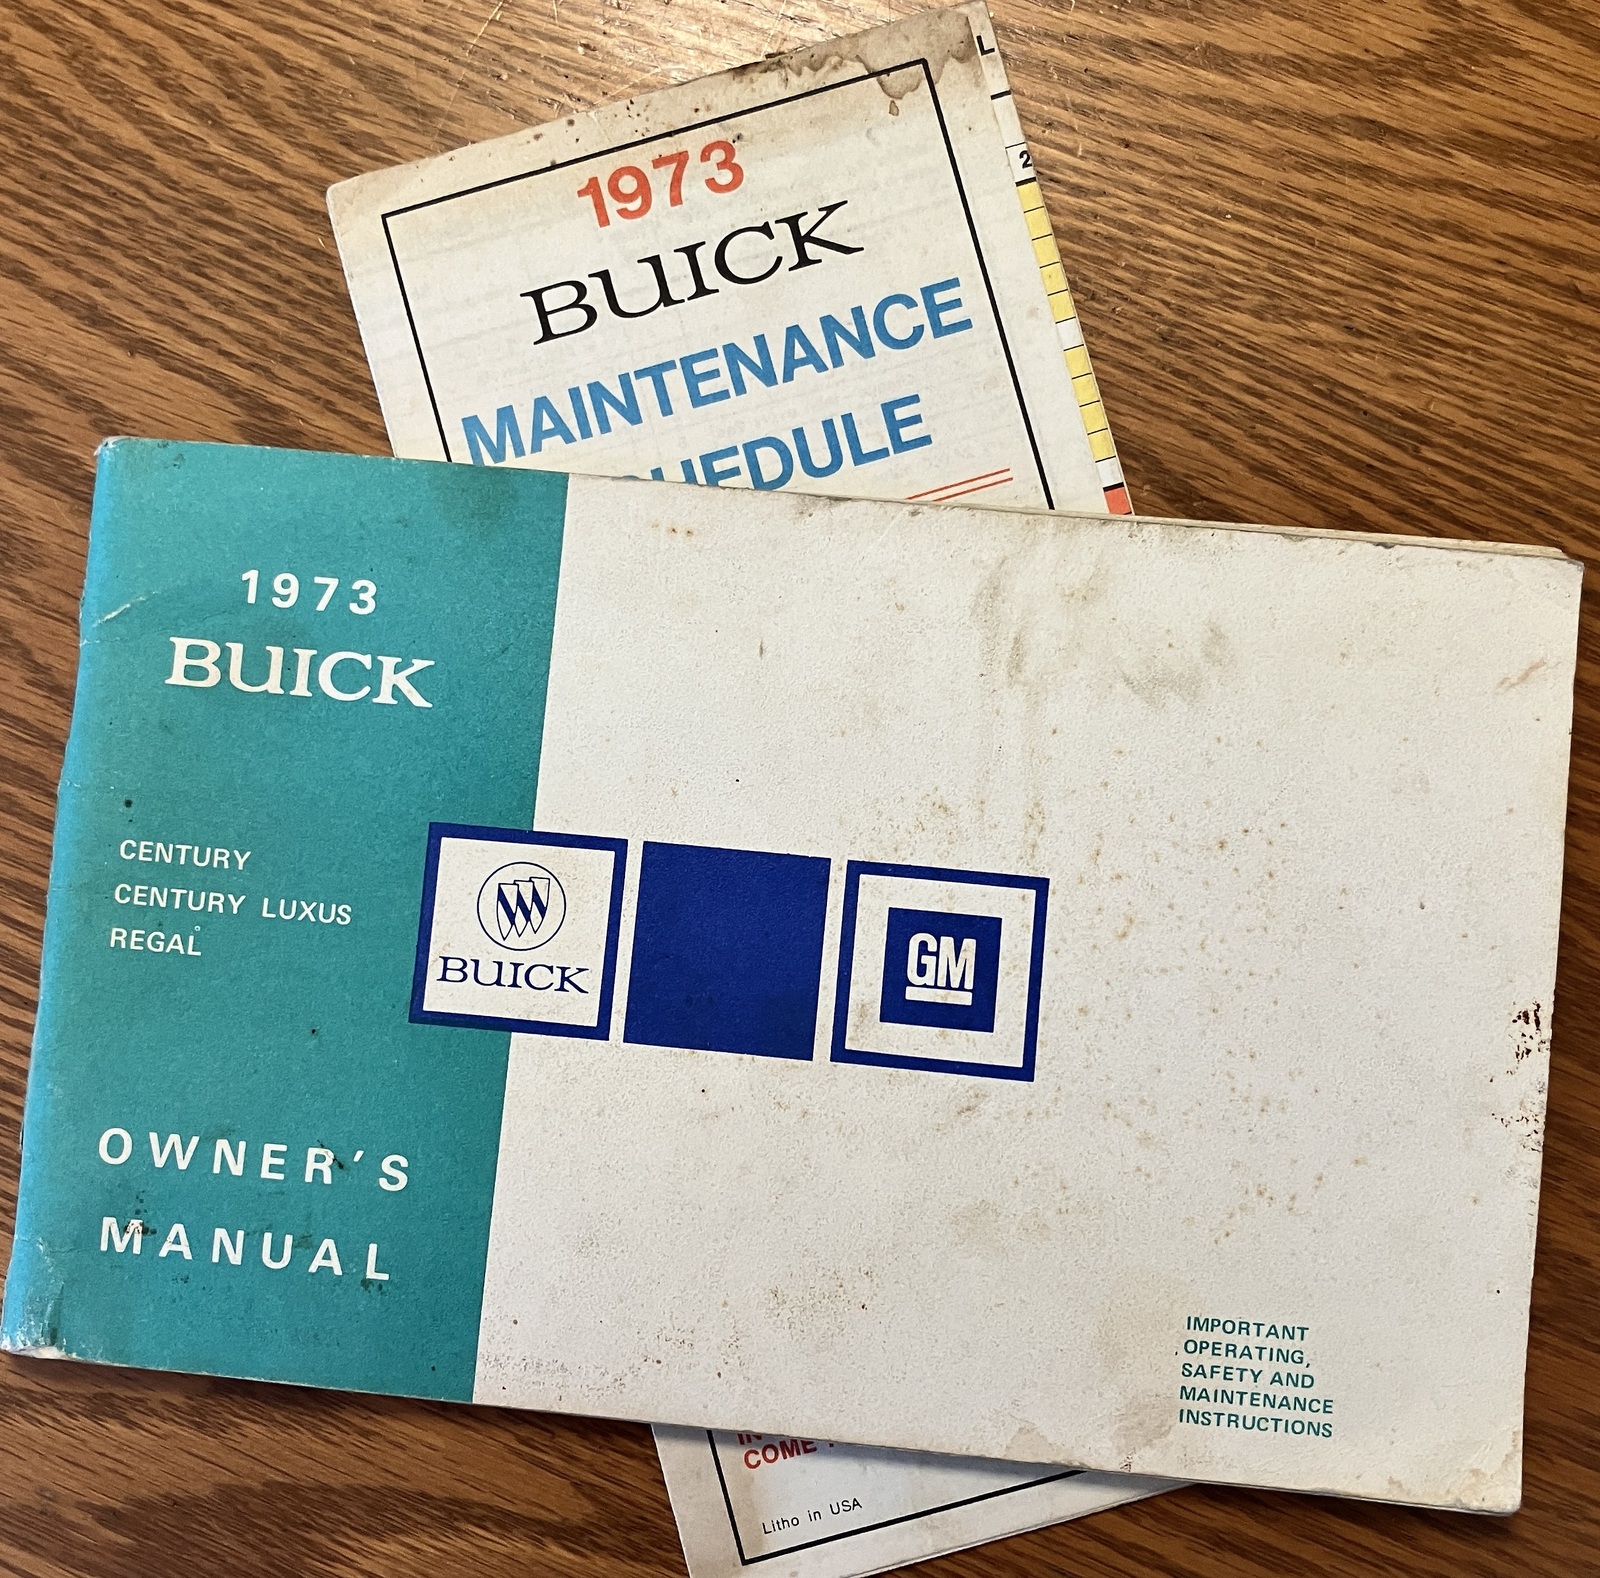 L
2
1973
BUICK
MAINTENANCE
1973
BUICK
CENTURY
CENTURY LUXUS
REGAL
BUICK
GM
OWNER'S
MANUAL
IMPORTANT
OPERATING,
SAFETY AND
MAINTENANCE
INSTRUCTIONS
COME
Litho in USA